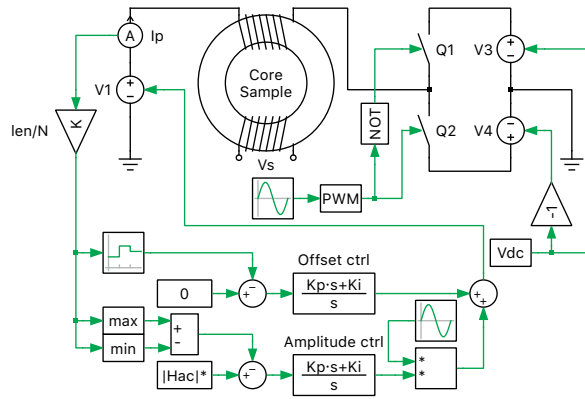 A Ip
Q1
V3
V1
Core
Sample
len/N
K
NOT
Q2
V4
Vs
PWM
-1
Vdc
Offset ctrl
0
+
−
Kp·s+Ki
s
+
+
max
min
+
-
Amplitude ctrl
|Hac|*
+
−
Kp·s+Ki
s
*
*